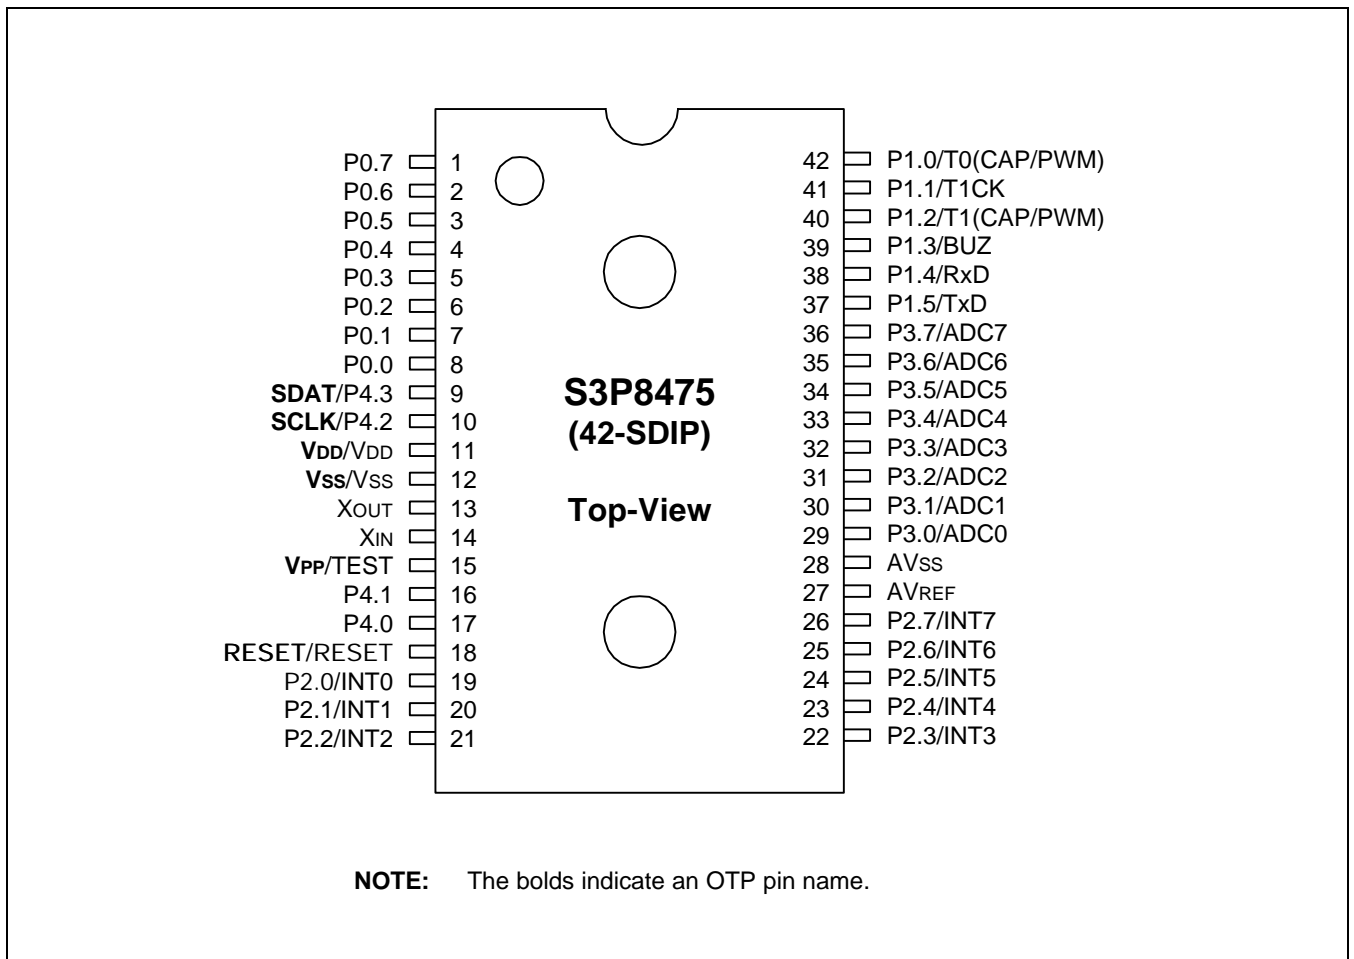 P0.7 1 42 P1.0/T0(CAP/PWM)
P0.6 2 41 P1.1/T1CK
P0.5 3 40 P1.2/T1(CAP/PWM)
P0.4 4 39 P1.3/BUZ
P0.3 5 38 P1.4/RxD
P0.2 6 37 P1.5/TxD
P0.1 7 36 P3.7/ADC7
P0.0 8 35 P3.6/ADC6
SDAT/P4.3 9 34 P3.5/ADC5
SCLK/P4.2 10 33 P3.4/ADC4
VDD/VDD 11 32 P3.3/ADC3
VSS/VSS 12 31 P3.2/ADC2
XOUT 13 30 P3.1/ADC1
XIN 14 29 P3.0/ADC0
VPP/TEST 15 28 AVSS
P4.1 16 27 AVREF
P4.0 17 26 P2.7/INT7
RESET/RESET 18 25 P2.6/INT6
P2.0/INT0 19 24 P2.5/INT5
P2.1/INT1 20 23 P2.4/INT4
P2.2/INT2 21 22 P2.3/INT3
S3P8475
(42-SDIP)
Top-View
NOTE: The bolds indicate an OTP pin name.